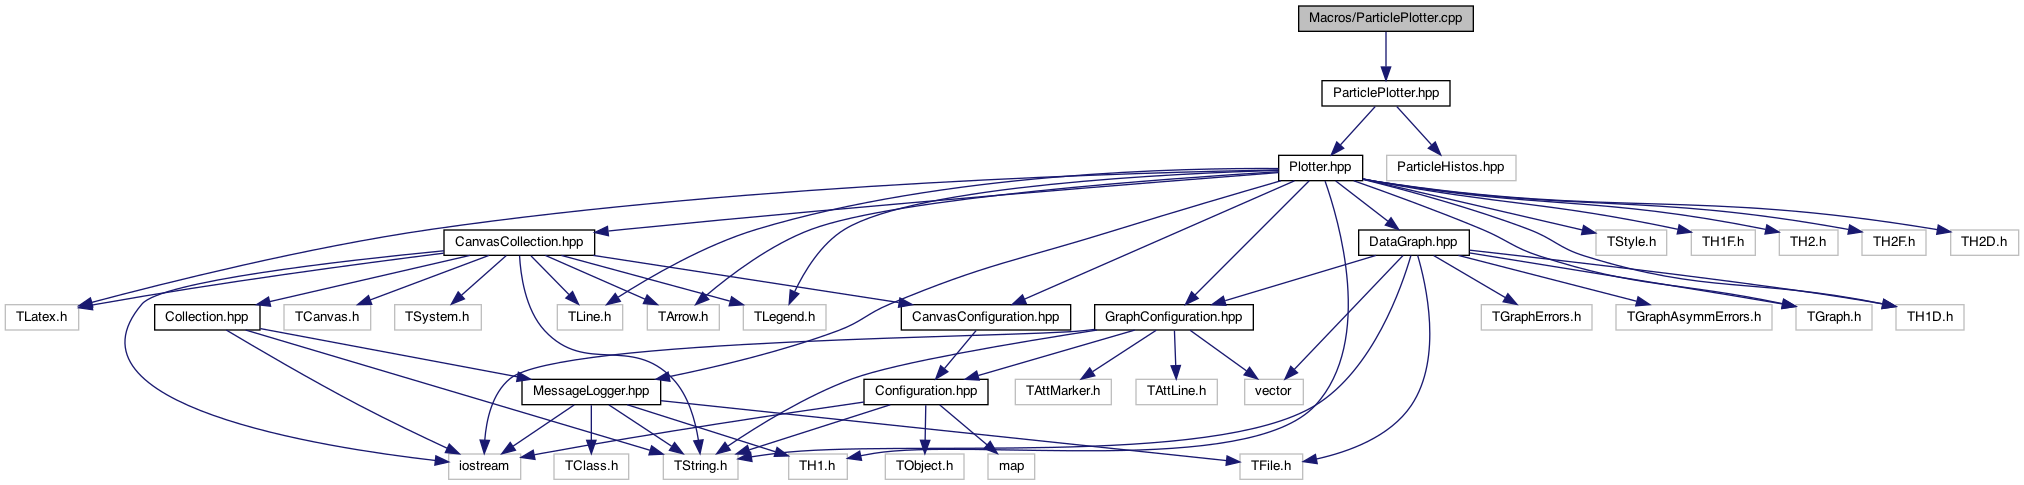 Macros/ParticlePlotter.cpp
ParticlePlotter.hpp
Plotter.hpp
ParticleHistos.hpp
CanvasCollection.hpp
DataGraph.hpp
TStyle.h
TH1F.h
TH2.h
TH2F.h
TH2D.h
TLatex.h
Collection.hpp
TCanvas.h
TSystem.h
TLine.h
TArrow.h
TLegend.h
CanvasConfiguration.hpp
GraphConfiguration.hpp
TGraphErrors.h
TGraphAsymmErrors.h
TGraph.h
TH1D.h
MessageLogger.hpp
Configuration.hpp
TAttMarker.h
TAttLine.h
vector
iostream
TClass.h
TString.h
TH1.h
TObject.h
map
TFile.h